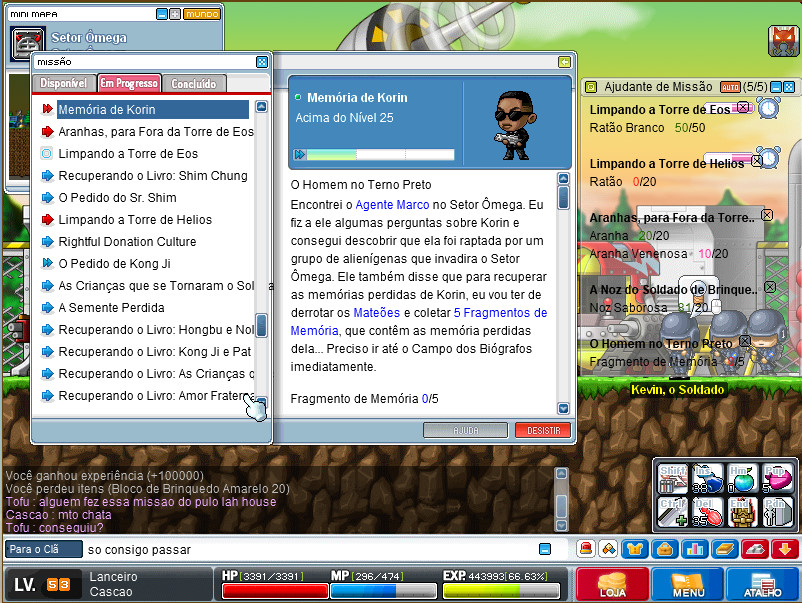 MINI MAPA
MUNDO
Setor Ômega
MISSÃO
Disponível
Em Progresso
Concluído
Memória de Korin
Aranhas, para Fora da Torre de Eos
Limpando a Torre de Eos
Recuperando o Livro: Shim Chung
O Pedido do Sr. Shim
Limpando a Torre de Helios
Rightful Donation Culture
O Pedido de Kong Ji
As Crianças que se Tornaram o Sol
A Semente Perdida
Recuperando o Livro: Hongbu e Nol
Recuperando o Livro: Kong Ji e Pat
Recuperando o Livro: As Crianças
Recuperando o Livro: Amor Fratern
Memória de Korin
Acima do Nível 25
O Homem no Terno Preto
Encontrei o Agente Marco no Setor Ômega. Eu
fiz a ele algumas perguntas sobre Korin e
consegui descobrir que ela foi raptada por um
grupo de alienígenas que invadira o Setor
Ômega. Ele também disse que para recuperar
as memórias perdidas de Korin, eu vou ter de
derrotar os Mateões e coletar 5 Fragmentos de
Memória, que contêm as memória perdidas
dela... Preciso ir até o Campo dos Biógrafos
imediatamente.
Fragmento de Memória 0/5
AJUDA
DESISTIR
Ajudante de Missão AUTO (5/5)
Limpando a Torre de Eos
Ratão Branco 50/50
Limpando a Torre de Helios
Ratão 0/20
Aranhas, para Fora da Torre..
Aranha 20/20
Aranha Venenosa 10/20
A Noz do Soldado de Brinque..
Noz Saborosa /20
O Homem no Terno Preto
Fragmento de Memória /5
Kevin, o Soldado
Você ganhou experiência (+100000)
Você perdeu itens (Bloco de Brinquedo Amarelo 20)
Tofu : alguem fez essa missao do pulo lah house
Cascao : mto chata
Tofu : conseguiu?
Shift Ins Hm Pup
Ctrl Del End Pdn
Para o Clã
so consigo passar
LV. 53
Lanceiro
Cascao
HP [3391/3391]
MP [296/474]
EXP. 443993[66.63%]
LOJA
MENU
ATALHO